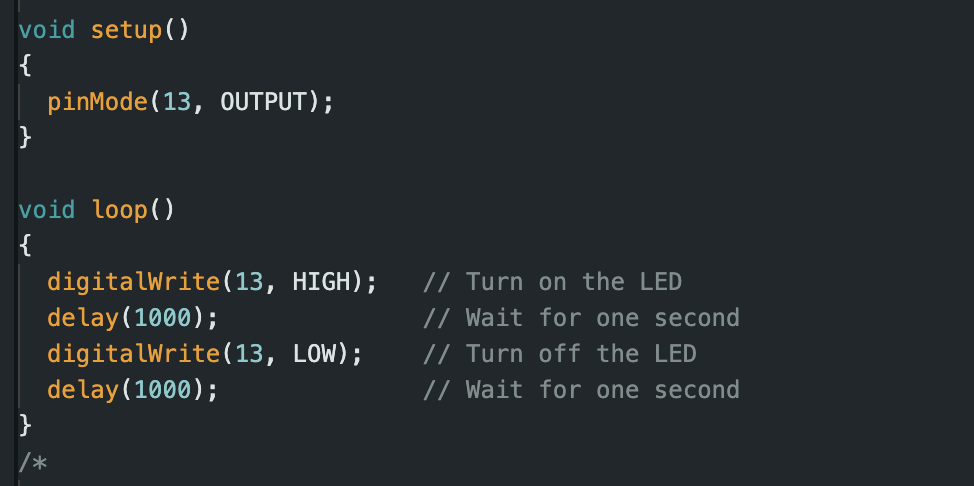 void setup()
{
  pinMode(13, OUTPUT);
}

void loop()
{
  digitalWrite(13, HIGH);   // Turn on the LED
  delay(1000);              // Wait for one second
  digitalWrite(13, LOW);    // Turn off the LED
  delay(1000);              // Wait for one second
}
/*